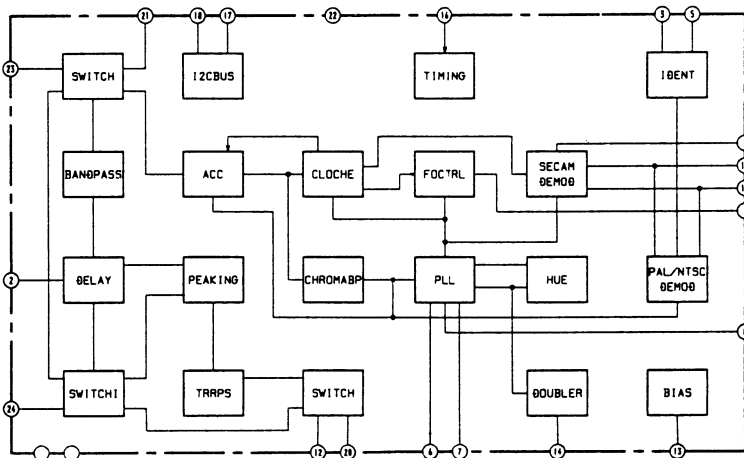 21 18 17 22 16 3 5
23 SWITCH I2CBUS TIMING IDENT
BANDPASS ACC CLOCHE FOCTRL SECAM
DEMOD
2 DELAY PEAKING CHROMABP PLL HUE PAL/NTSC
DEMOD
24 SWITCHI TRRPS SWITCH DOUBLER BIAS
12 20 6 7 14 13